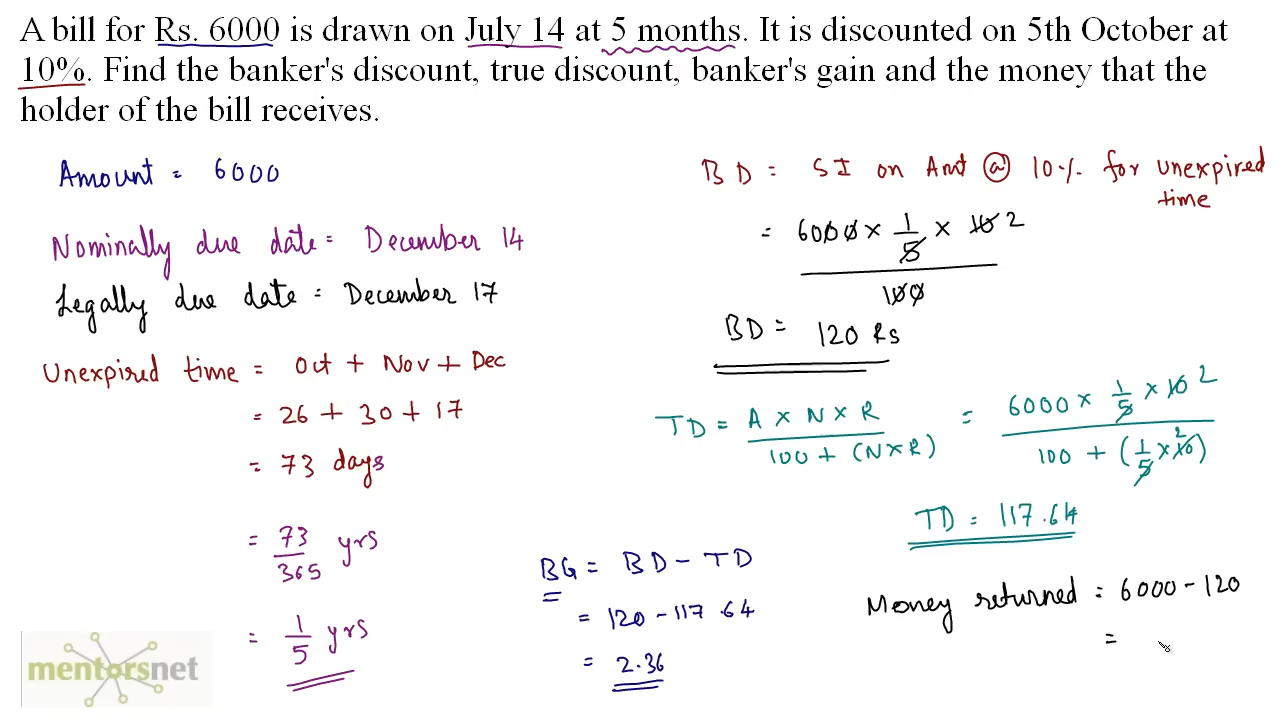 A bill for Rs. 6000 is drawn on July 14 at 5 months. It is discounted on 5th October at
10%. Find the banker's discount, true discount, banker's gain and the money that the
holder of the bill receives.
Amount = 6000
Nominally due date = December 14
Legally due date = December 17
Unexpired time = Oct + Nov + Dec
= 26 + 30 + 17
= 73 days
= 73/365 yrs
= 1/5 yrs
BD = SI on Amt @ 10% for unexpired
time
= 6000 × 1/5 × 10 2
100
BD = 120 Rs
TD = A × N × R / 100 + (N × R) = 6000 × 1/5 × 10 2 / 100 + (1/5 × 10 2)
TD = 117.64
BG = BD - TD
= 120 - 117.64
= 2.36
Money returned = 6000 - 120
=
mentorsnet